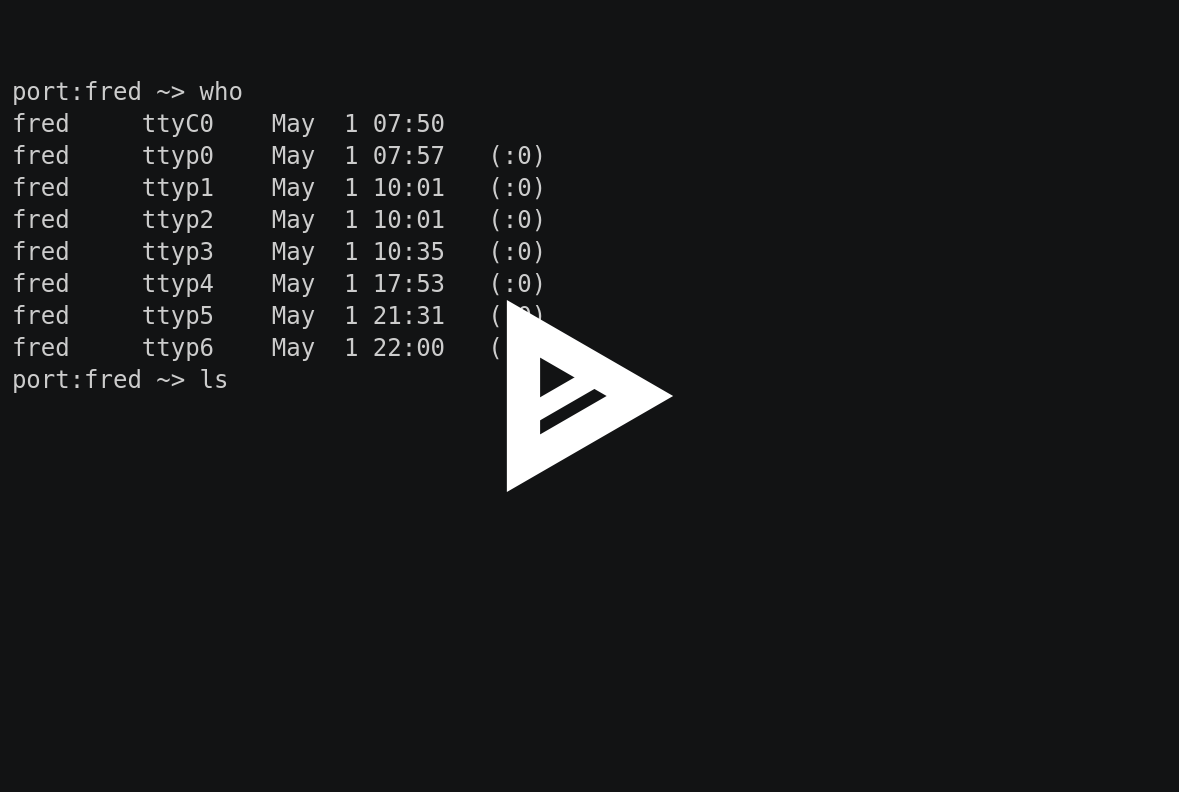 port:fred ~> who
fred     ttyC0    May  1 07:50
fred     ttyp0    May  1 07:57   (:0)
fred     ttyp1    May  1 10:01   (:0)
fred     ttyp2    May  1 10:01   (:0)
fred     ttyp3    May  1 10:35   (:0)
fred     ttyp4    May  1 17:53   (:0)
fred     ttyp5    May  1 21:31
fred     ttyp6    May  1 22:00
port:fred ~> ls